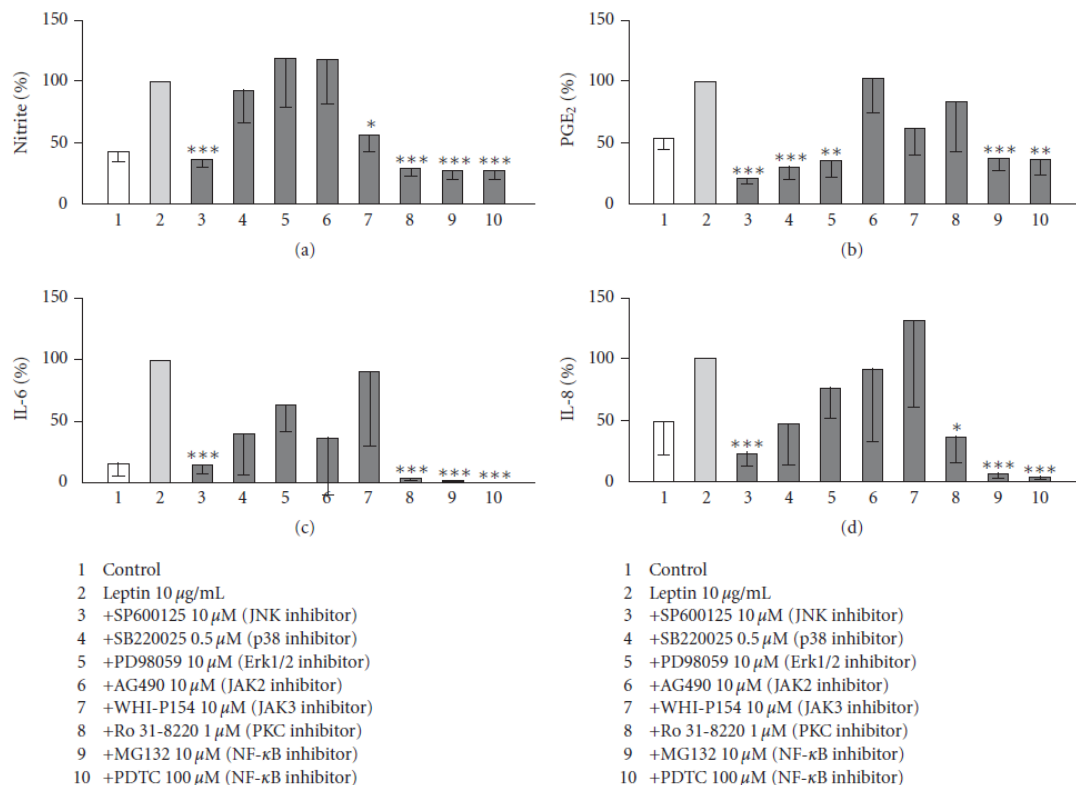 150
100
50
0
Nitrite (%)
***
*
***
***
***
1 2 3 4 5 6 7 8 9 10
(a)
150
100
50
0
PGE2 (%)
***
***
**
***
**
1 2 3 4 5 6 7 8 9 10
(b)
150
100
50
0
IL-6 (%)
***
***
***
***
1 2 3 4 5 6 7 8 9 10
(c)
150
100
50
0
IL-8 (%)
***
*
***
***
1 2 3 4 5 6 7 8 9 10
(d)
1 Control
2 Leptin 10 μg/mL
3 +SP600125 10 μM (JNK inhibitor)
4 +SB220025 0.5 μM (p38 inhibitor)
5 +PD98059 10 μM (Erk1/2 inhibitor)
6 +AG490 10 μM (JAK2 inhibitor)
7 +WHI-P154 10 μM (JAK3 inhibitor)
8 +Ro 31-8220 1 μM (PKC inhibitor)
9 +MG132 10 μM (NF-κB inhibitor)
10 +PDTC 100 μM (NF-κB inhibitor)
1 Control
2 Leptin 10 μg/mL
3 +SP600125 10 μM (JNK inhibitor)
4 +SB220025 0.5 μM (p38 inhibitor)
5 +PD98059 10 μM (Erk1/2 inhibitor)
6 +AG490 10 μM (JAK2 inhibitor)
7 +WHI-P154 10 μM (JAK3 inhibitor)
8 +Ro 31-8220 1 μM (PKC inhibitor)
9 +MG132 10 μM (NF-κB inhibitor)
10 +PDTC 100 μM (NF-κB inhibitor)